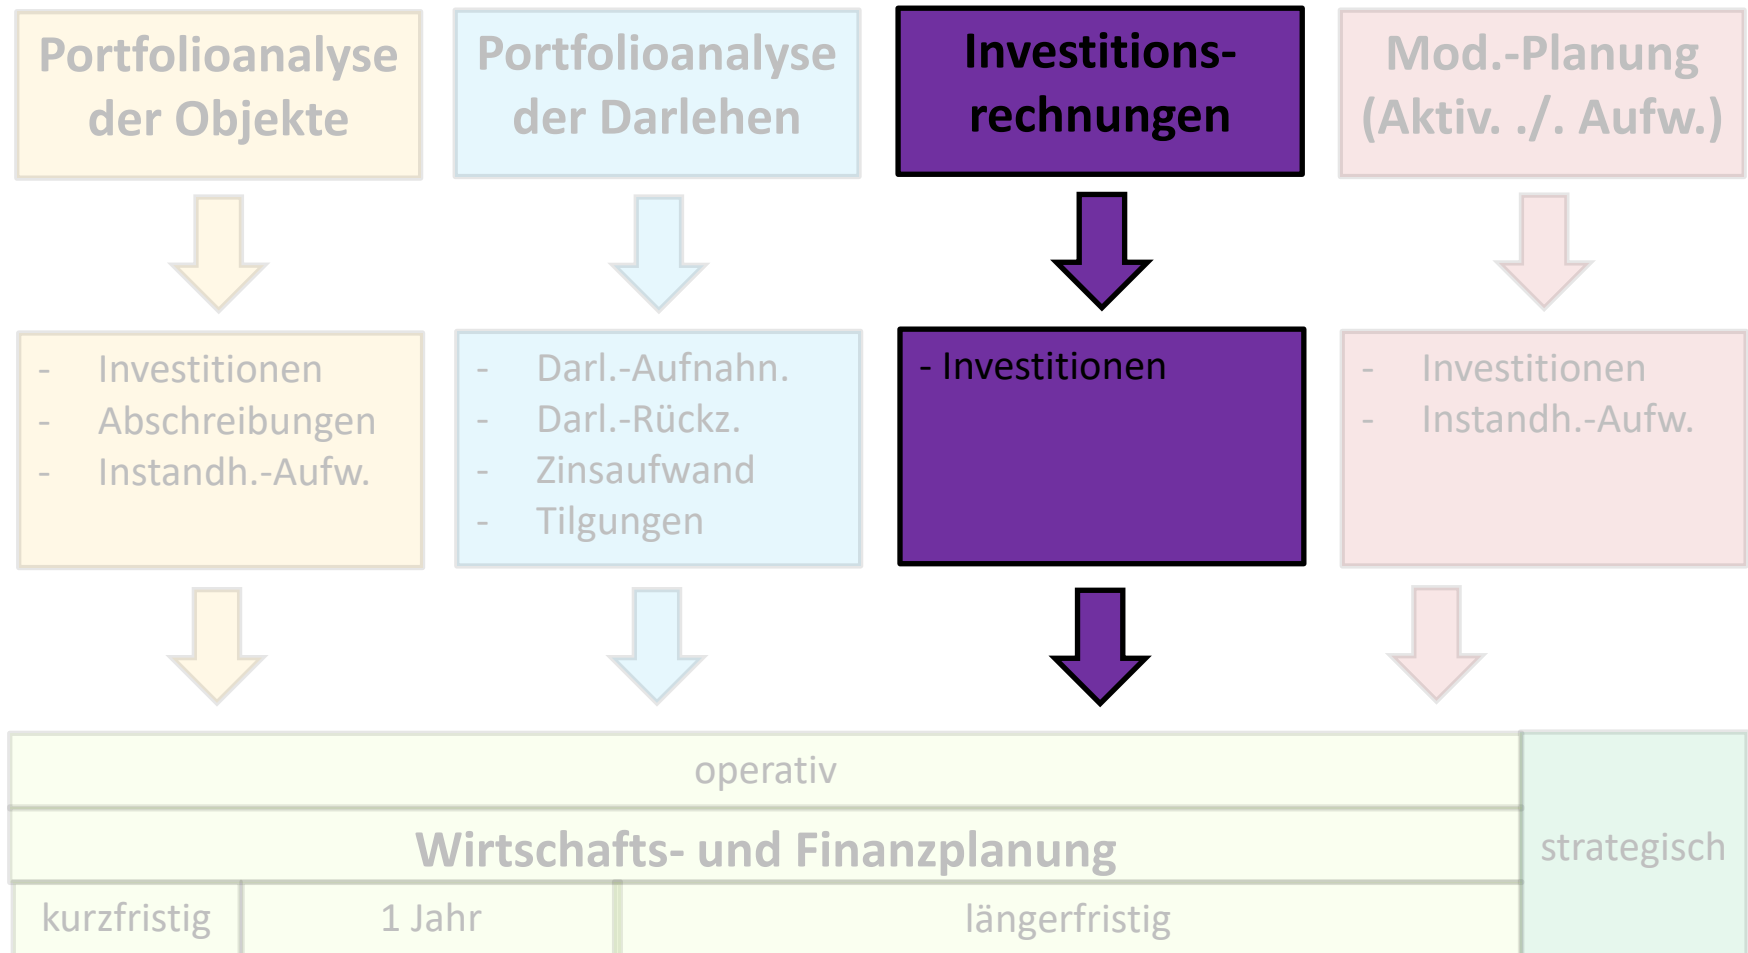 Portfolioanalyse
der Objekte
Portfolioanalyse
der Darlehen
Investitions-
rechnungen
Mod.-Planung
(Aktiv. ./. Aufw.)
- Investitionen
- Abschreibungen
- Instandh.-Aufw.
- Darl.-Aufnahn.
- Darl.-Rückz.
- Zinsaufwand
- Tilgungen
- Investitionen
- Investitionen
- Instandh.-Aufw.
operativ
Wirtschafts- und Finanzplanung
strategisch
kurzfristig
1 Jahr
längerfristig